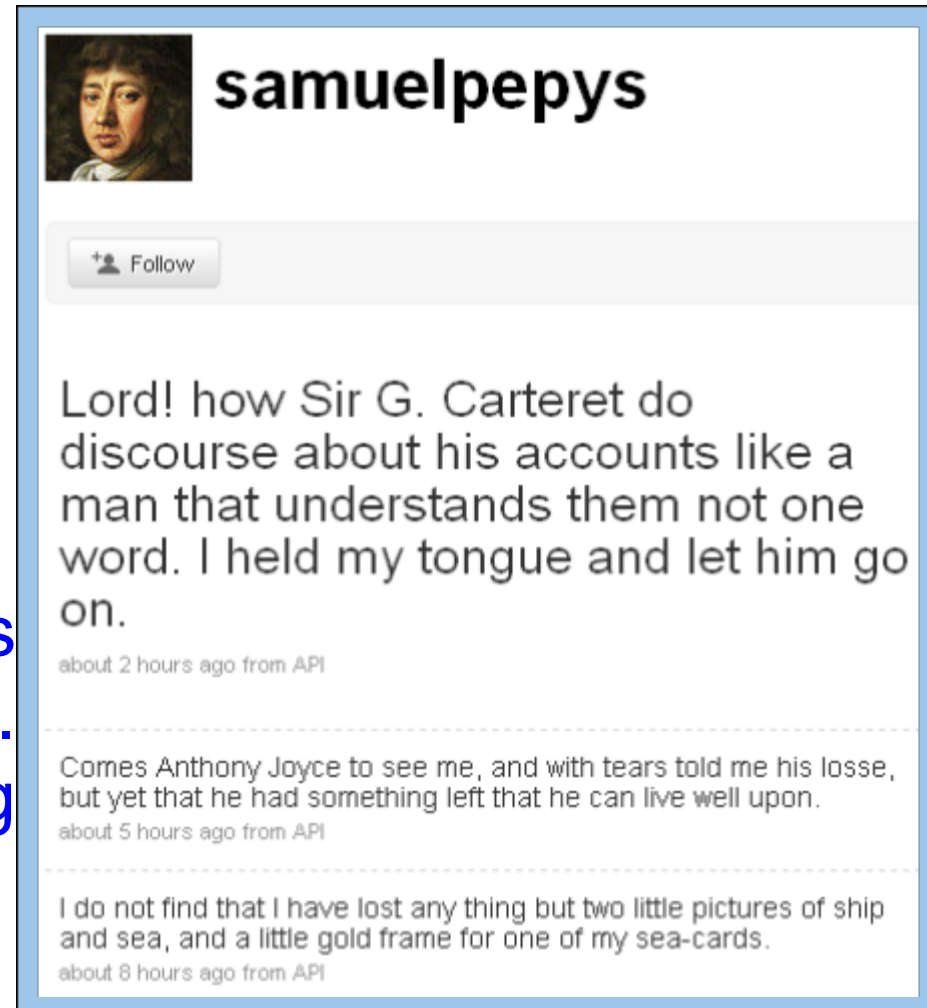 samuelpepys
Follow
Lord! how Sir G. Carteret do
discourse about his accounts like a
man that understands them not one
word. I held my tongue and let him go
on.
about 2 hours ago from API
s
.
Comes Anthony Joyce to see me, and with tears told me his losse,
but yet that he had something left that he can live well upon.
g
about 5 hours ago from API
I do not find that I have lost any thing but two little pictures of ship
and sea, and a little gold frame for one of my sea-cards.
about 8 hours ago from API